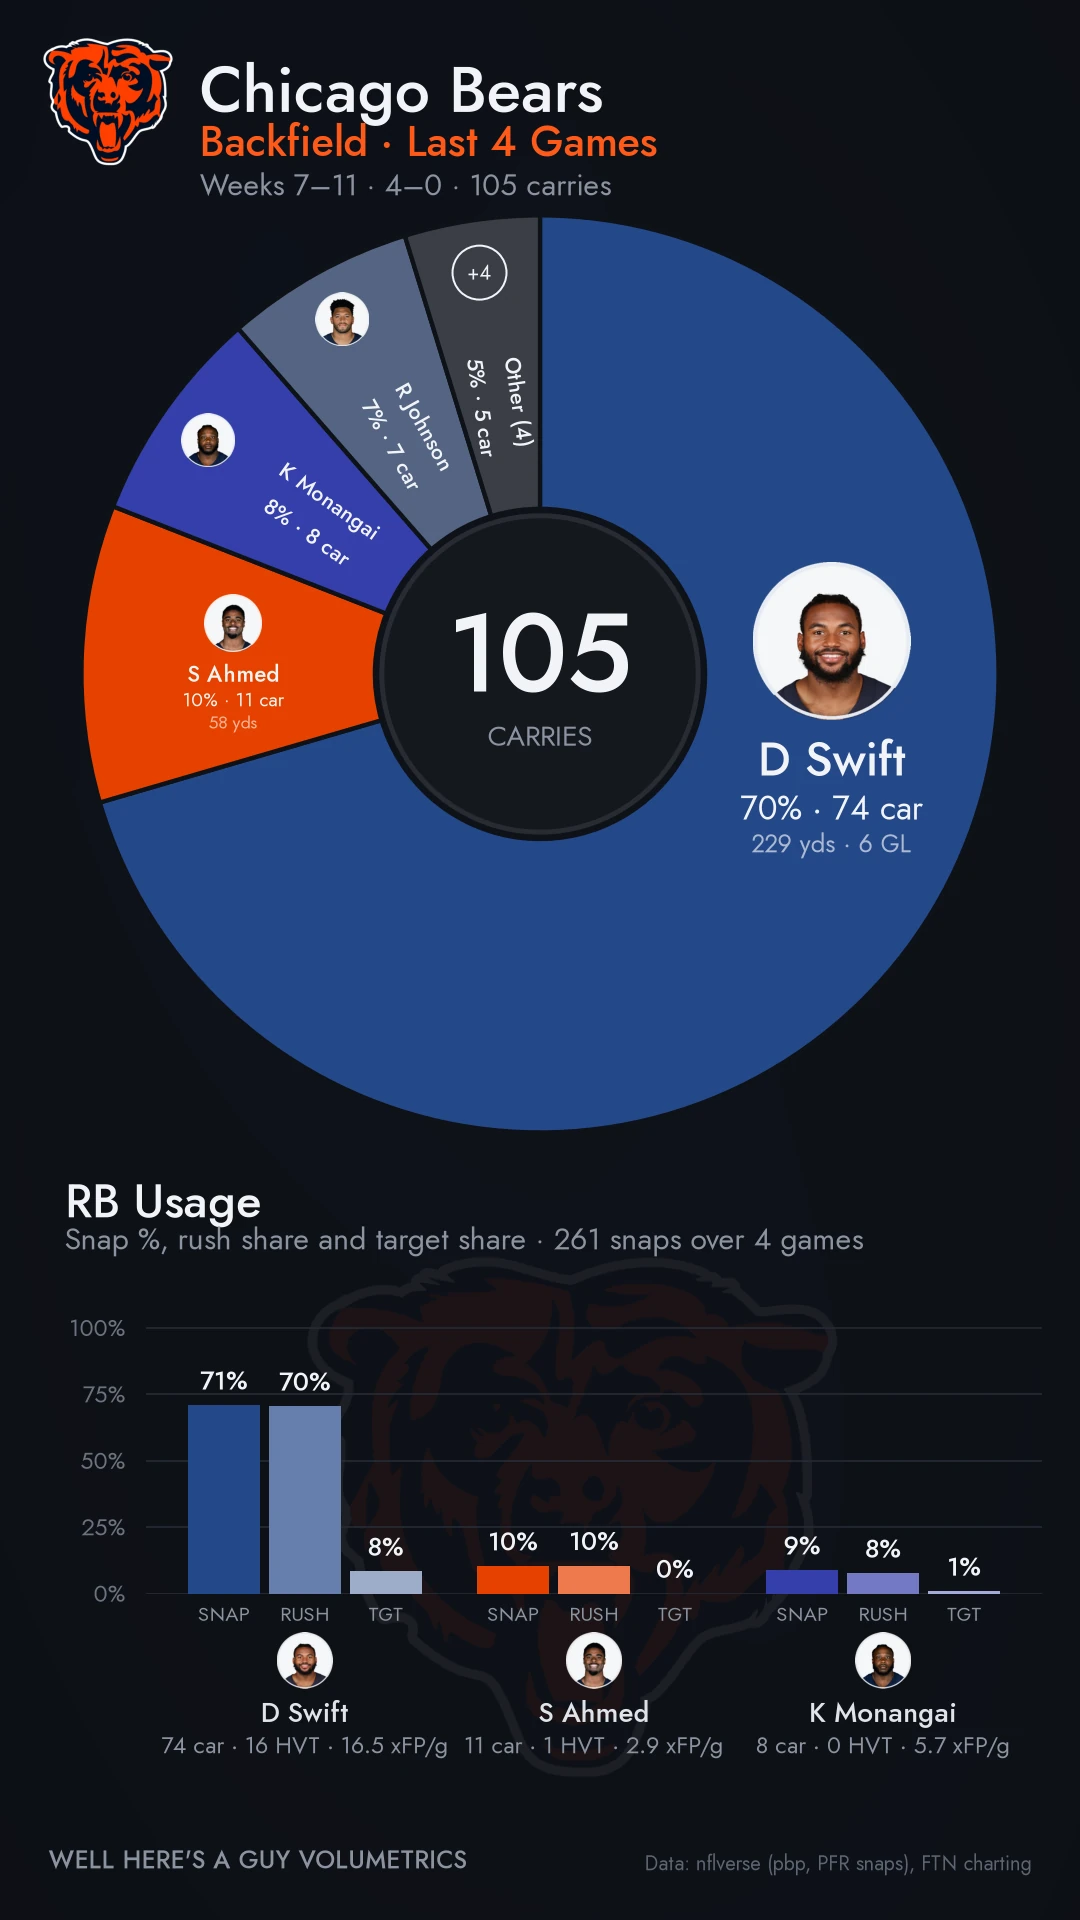 Chicago Bears
Backfield · Last 4 Games
Weeks 7–11 · 4–0 · 105 carries
+4
Other (4)
5% · 5 car
R Johnson
7% · 7 car
K Monangai
8% · 8 car
S Ahmed
10% · 11 car
58 yds
105
CARRIES
D Swift
70% · 74 car
229 yds · 6 GL
RB Usage
Snap %, rush share and target share · 261 snaps over 4 games
100%
75%
50%
25%
0%
71% 70% 8% 10% 10% 0% 9% 8% 1%
SNAP RUSH TGT SNAP RUSH TGT SNAP RUSH TGT
D Swift S Ahmed K Monangai
74 car · 16 HVT · 16.5 xFP/g 11 car · 1 HVT · 2.9 xFP/g 8 car · 0 HVT · 5.7 xFP/g
WELL HERE'S A GUY VOLUMETRICS
Data: nflverse (pbp, PFR snaps), FTN charting